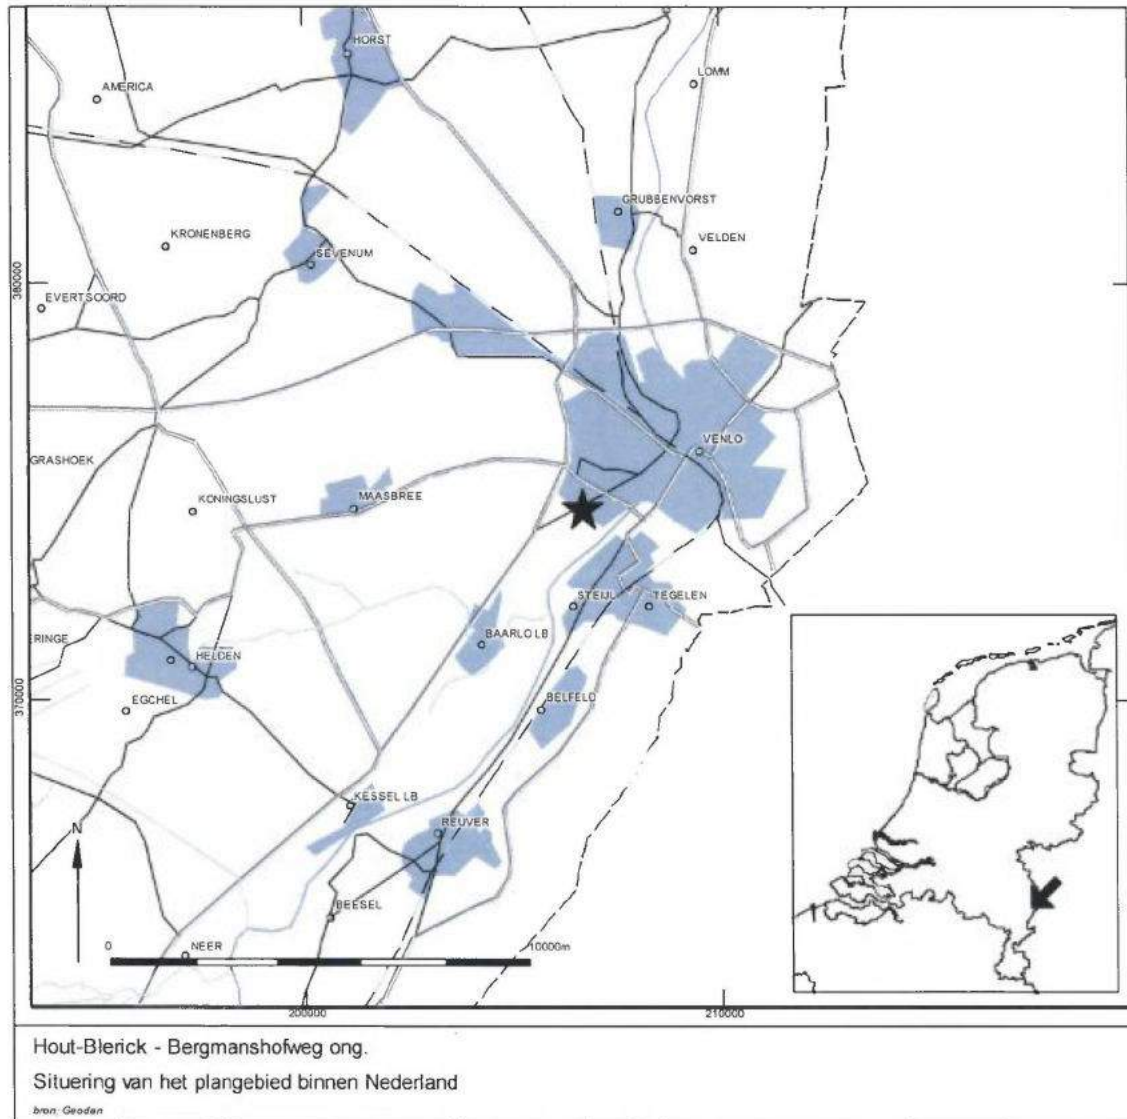 HORST
LOMM
AMERICA
GRUBBENVORST
KRONENBERG
VELDEN
SEVENUM
380000
EVERTSOORD
VENLO
GRASHOEK
KONINGSLUST
MAASBREE
STEIJL
TEGELEN
BAARLO LB
ERINGE
HELDEN
EGCHEL
BELFELD
370000
KESSEL LB
REUVER
N
BEESEL
NEER
0
10000m
200000
210000
Hout-Blerick - Bergmanshofweg ong.
Situering van het plangebied binnen Nederland
bron: Geodan